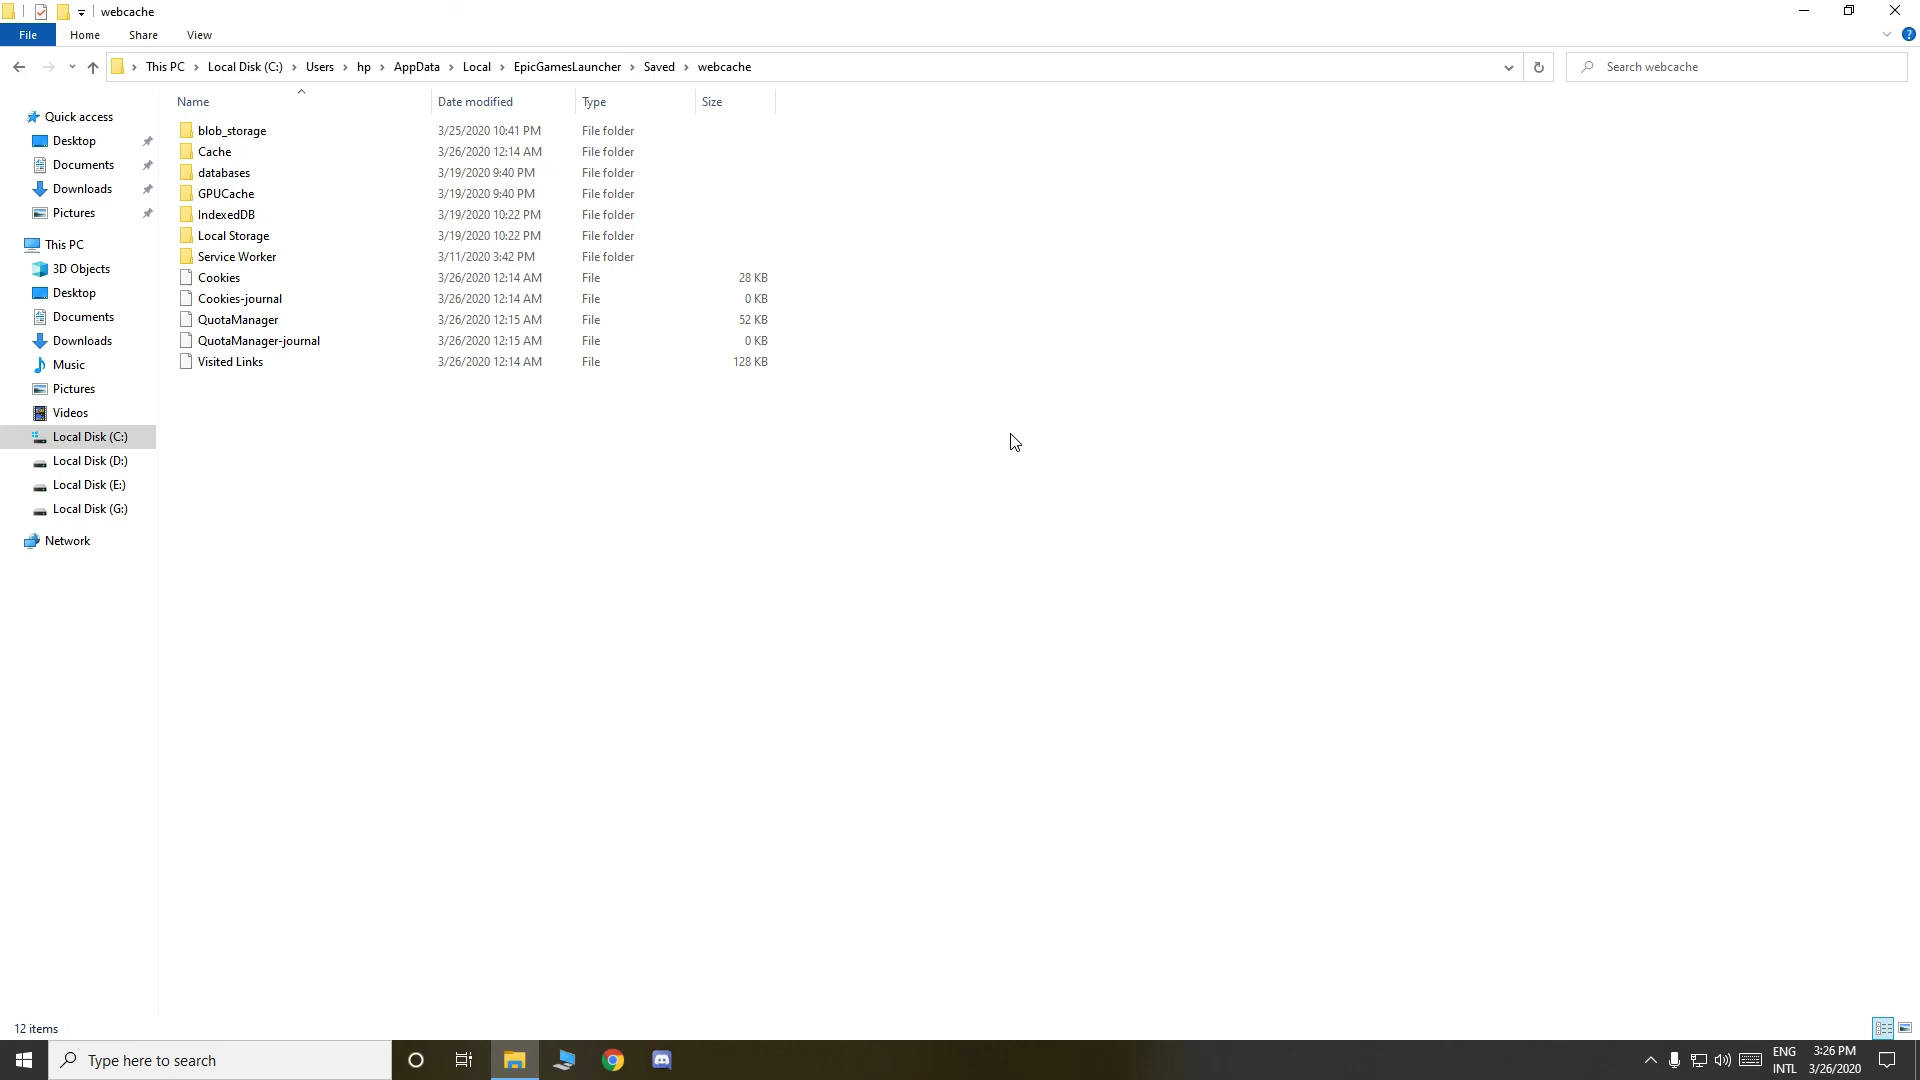 webcache
File Home Share View
This PC Local Disk (C:) Users hp AppData Local EpicGamesLauncher Saved webcache
Search webcache
Name Date modified Type Size
Quick access
Desktop
Documents
Downloads
Pictures
This PC
3D Objects
Desktop
Documents
Downloads
Music
Pictures
Videos
Local Disk (C:)
Local Disk (D:)
Local Disk (E:)
Local Disk (G:)
Network
blob_storage 3/25/2020 10:41 PM File folder
Cache 3/26/2020 12:14 AM File folder
databases 3/19/2020 9:40 PM File folder
GPUCache 3/19/2020 9:40 PM File folder
IndexedDB 3/19/2020 10:22 PM File folder
Local Storage 3/19/2020 10:22 PM File folder
Service Worker 3/11/2020 3:42 PM File folder
Cookies 3/26/2020 12:14 AM File 28 KB
Cookies-journal 3/26/2020 12:14 AM File 0 KB
QuotaManager 3/26/2020 12:15 AM File 52 KB
QuotaManager-journal 3/26/2020 12:15 AM File 0 KB
Visited Links 3/26/2020 12:14 AM File 128 KB
12 items
Type here to search
ENG
INTL
3:26 PM
3/26/2020